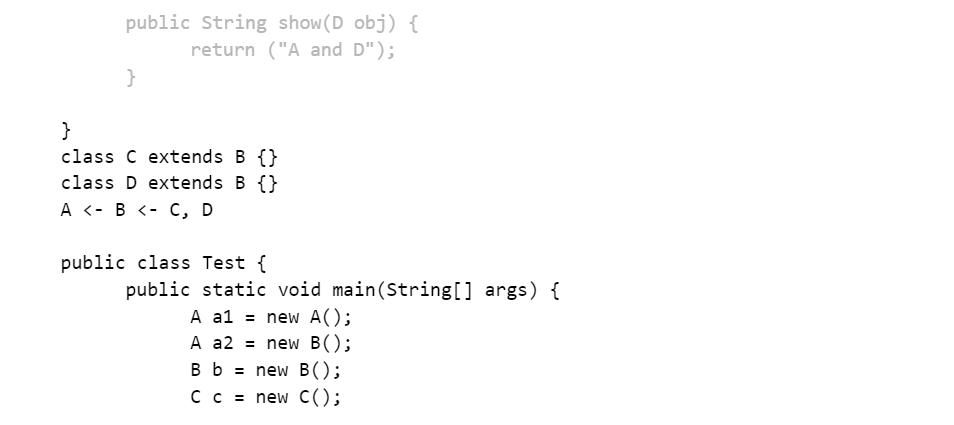 public String show(D obj) {
return ("A and D");
}
}
class C extends B {}
class D extends B {}
A <- B <- C, D
public class Test {
public static void main(String[] args) {
A a1 = new A();
A a2 = new B();
B b = new B();
C c = new C();